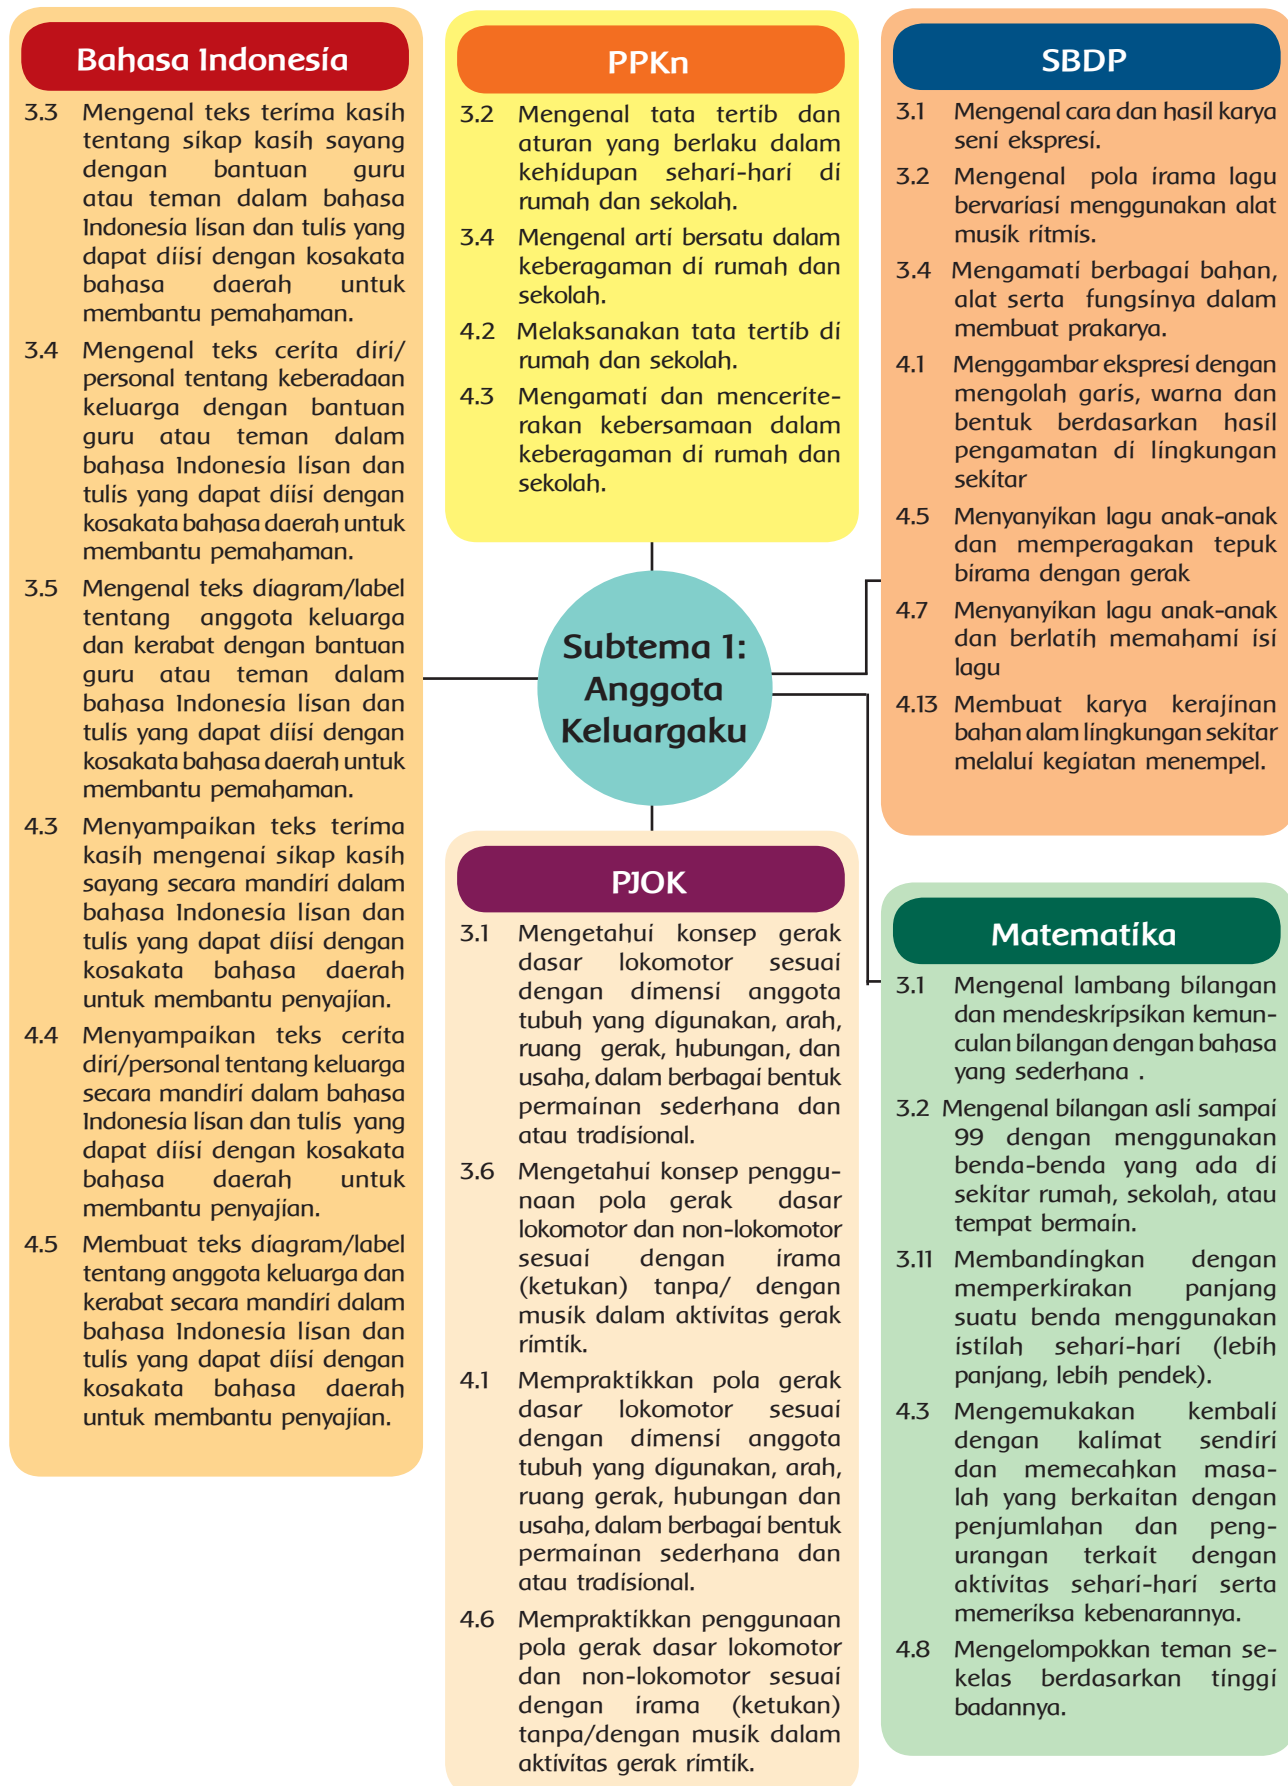 Bahasa Indonesia
3.3 Mengenal teks terima kasih
tentang sikap kasih sayang
dengan bantuan guru
atau teman dalam bahasa
Indonesia lisan dan tulis yang
dapat diisi dengan kosakata
bahasa daerah untuk
membantu pemahaman.
3.4 Mengenal teks cerita diri/
personal tentang keberadaan
keluarga dengan bantuan
guru atau teman dalam
bahasa Indonesia lisan dan
tulis yang dapat diisi dengan
kosakata bahasa daerah untuk
membantu pemahaman.
3.5 Mengenal teks diagram/label
tentang anggota keluarga
dan kerabat dengan bantuan
guru atau teman dalam
bahasa Indonesia lisan dan
tulis yang dapat diisi dengan
kosakata bahasa daerah untuk
membantu pemahaman.
4.3 Menyampaikan teks terima
kasih mengenai sikap kasih
sayang secara mandiri dalam
bahasa Indonesia lisan dan
tulis yang dapat diisi dengan
kosakata bahasa daerah
untuk membantu penyajian.
4.4 Menyampaikan teks cerita
diri/personal tentang keluarga
secara mandiri dalam bahasa
Indonesia lisan dan tulis yang
dapat diisi dengan kosakata
bahasa daerah untuk
membantu penyajian.
4.5 Membuat teks diagram/label
tentang anggota keluarga dan
kerabat secara mandiri dalam
bahasa Indonesia lisan dan
tulis yang dapat diisi dengan
kosakata bahasa daerah
untuk membantu penyajian.
PPKn
3.2 Mengenal tata tertib dan
aturan yang berlaku dalam
kehidupan sehari-hari di
rumah dan sekolah.
3.4 Mengenal arti bersatu dalam
keberagaman di rumah dan
sekolah.
4.2 Melaksanakan tata tertib di
rumah dan sekolah.
4.3 Mengamati dan mencerite-
rakan kebersamaan dalam
keberagaman di rumah dan
sekolah.
Subtema 1:
Anggota
Keluargaku
PJOK
3.1 Mengetahui konsep gerak
dasar lokomotor sesuai
dengan dimensi anggota
tubuh yang digunakan, arah,
ruang gerak, hubungan, dan
usaha, dalam berbagai bentuk
permainan sederhana dan
atau tradisional.
3.6 Mengetahui konsep penggu-
naan pola gerak dasar
lokomotor dan non-lokomotor
sesuai dengan irama
(ketukan) tanpa/ dengan
musik dalam aktivitas gerak
rimtik.
4.1 Mempraktikkan pola gerak
dasar lokomotor sesuai
dengan dimensi anggota
tubuh yang digunakan, arah,
ruang gerak, hubungan dan
usaha, dalam berbagai bentuk
permainan sederhana dan
atau tradisional.
4.6 Mempraktikkan penggunaan
pola gerak dasar lokomotor
dan non-lokomotor sesuai
dengan irama (ketukan)
tanpa/dengan musik dalam
aktivitas gerak rimtik.
SBDP
3.1 Mengenal cara dan hasil karya
seni ekspresi.
3.2 Mengenal pola irama lagu
bervariasi menggunakan alat
musik ritmis.
3.4 Mengamati berbagai bahan,
alat serta fungsinya dalam
membuat prakarya.
4.1 Menggambar ekspresi dengan
mengolah garis, warna dan
bentuk berdasarkan hasil
pengamatan di lingkungan
sekitar
4.5 Menyanyikan lagu anak-anak
dan memperagakan tepuk
birama dengan gerak
4.7 Menyanyikan lagu anak-anak
dan berlatih memahami isi
lagu
4.13 Membuat karya kerajinan
bahan alam lingkungan sekitar
melalui kegiatan menempel.
Matematika
3.1 Mengenal lambang bilangan
dan mendeskripsikan kemun-
culan bilangan dengan bahasa
yang sederhana .
3.2 Mengenal bilangan asli sampai
99 dengan menggunakan
benda-benda yang ada di
sekitar rumah, sekolah, atau
tempat bermain.
3.11 Membandingkan dengan
memperkirakan panjang
suatu benda menggunakan
istilah sehari-hari (lebih
panjang, lebih pendek).
4.3 Mengemukakan kembali
dengan kalimat sendiri
dan memecahkan masa-
lah yang berkaitan dengan
penjumlahan dan peng-
urangan terkait dengan
aktivitas sehari-hari serta
memeriksa kebenarannya.
4.8 Mengelompokkan teman se-
kelas berdasarkan tinggi
badannya.